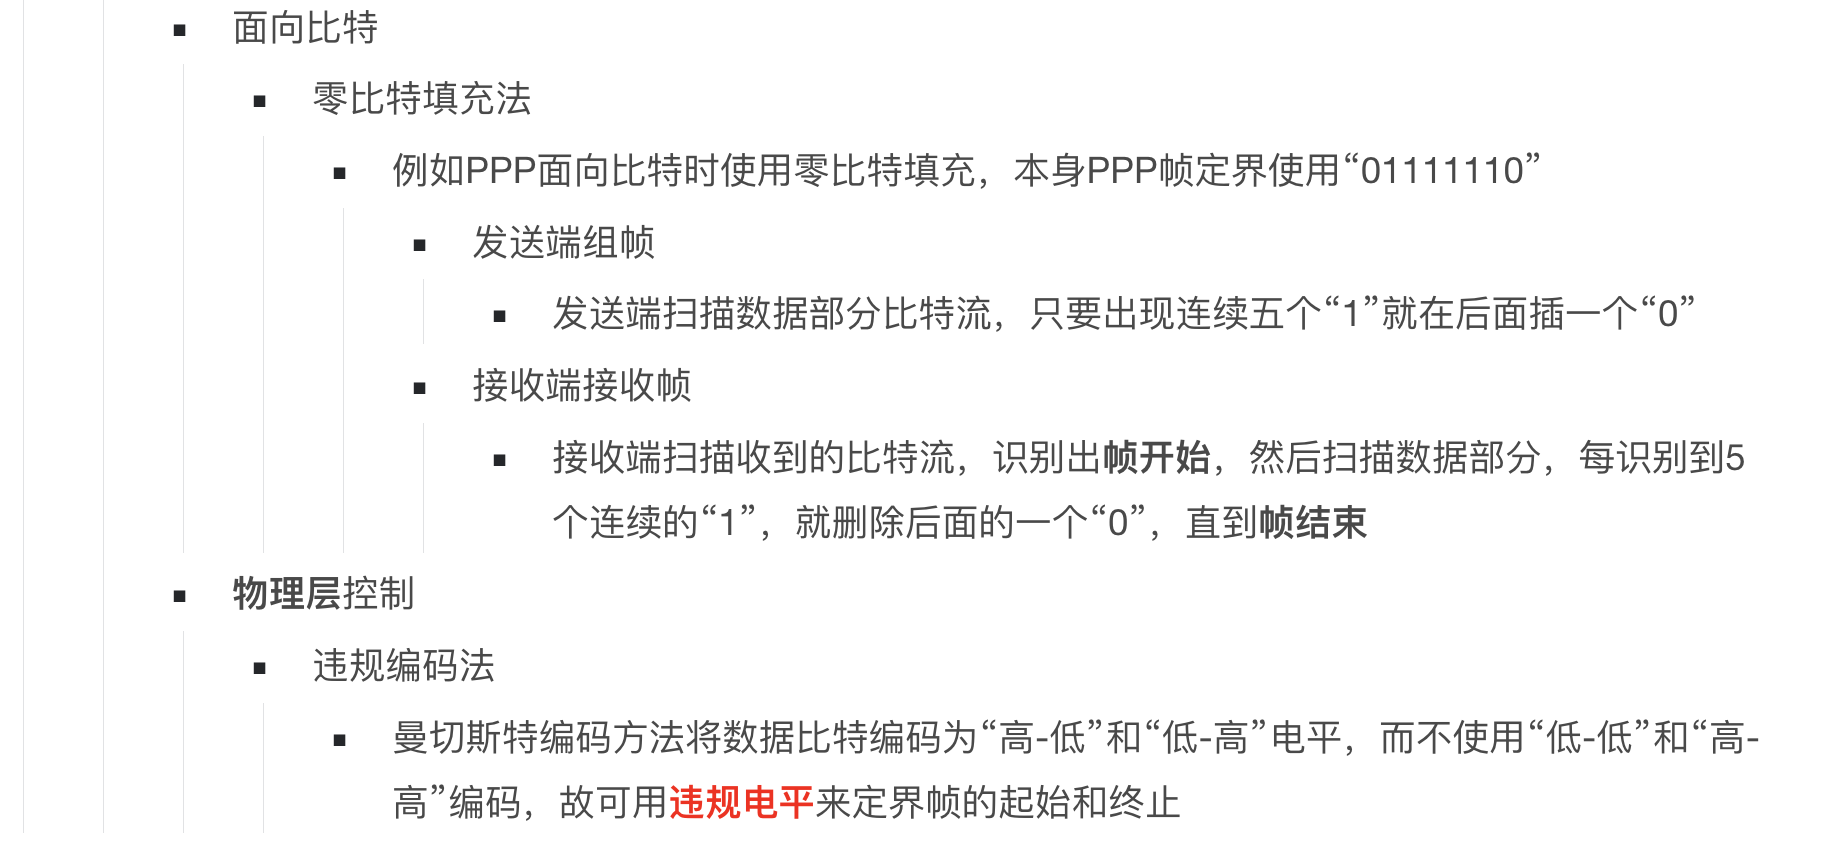 面向比特
零比特填充法
例如PPP面向比特时使用零比特填充，本身PPP帧定界使用“01111110”
发送端组帧
发送端扫描数据部分比特流，只要出现连续五个“1”就在后面插一个“0”
接收端接收帧
接收端扫描收到的比特流，识别出帧开始，然后扫描数据部分，每识别到5
个连续的“1”，就删除后面的一个“0”，直到帧结束
物理层控制
违规编码法
曼切斯特编码方法将数据比特编码为“高-低”和“低-高”电平，而不使用“低-低”和“高-
高”编码，故可用违规电平来定界帧的起始和终止